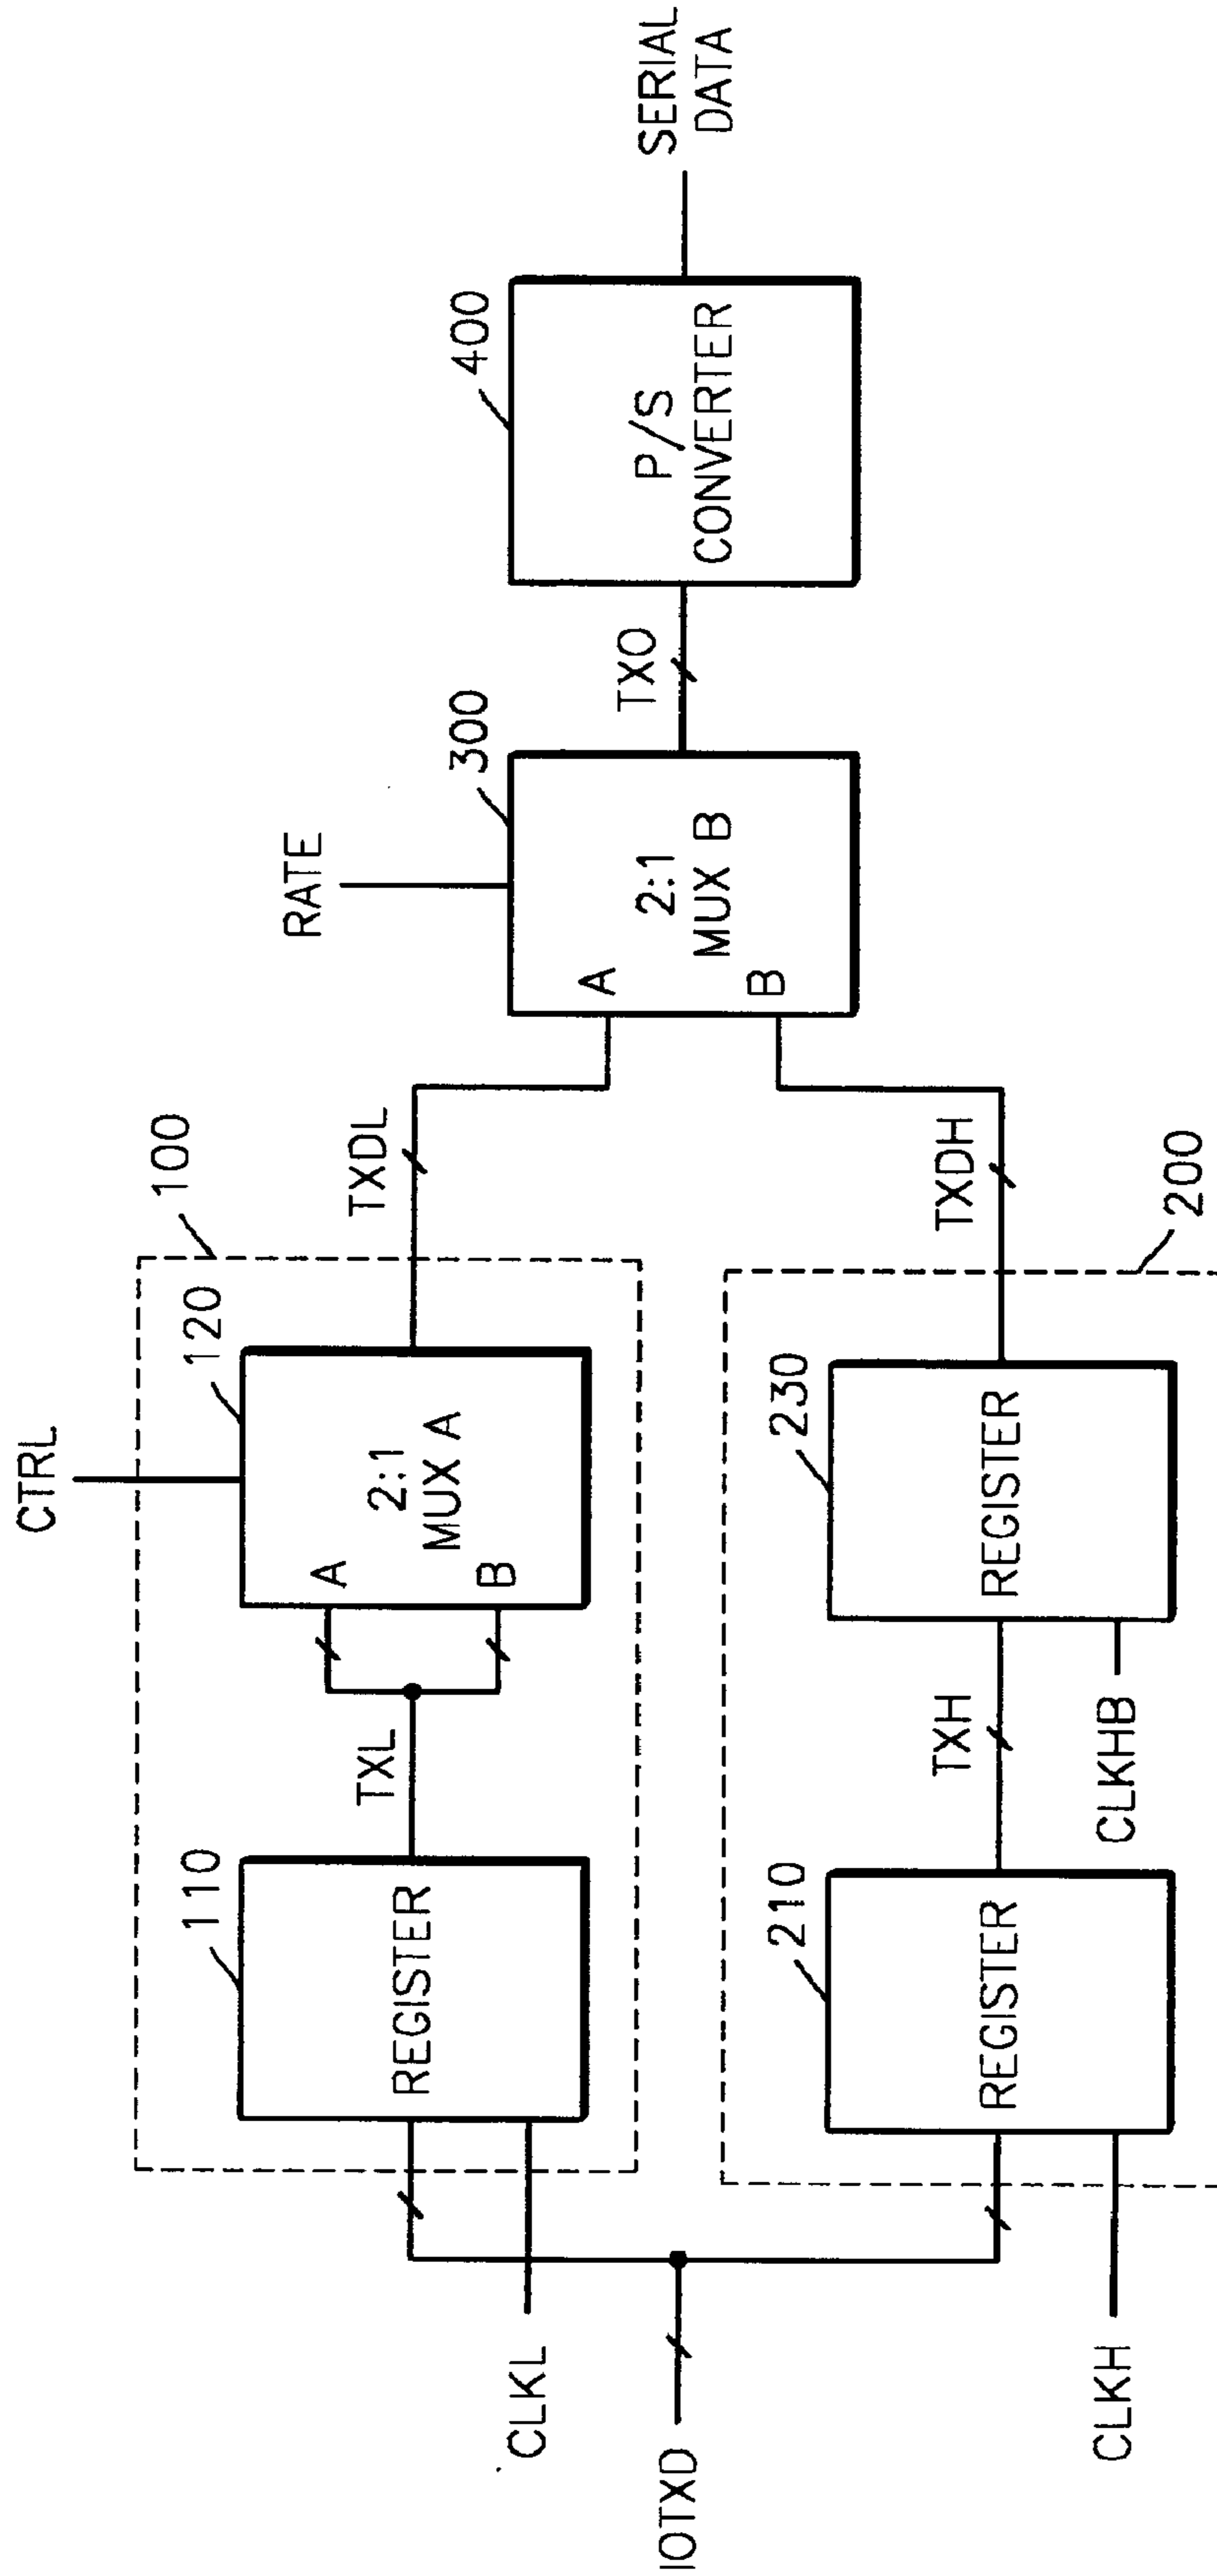 CTRL
100
120
2:1
MUX A
A
B
TXDL
110
REGISTER
TXL
CLKL
IOTXD
RATE
300
2:1
MUX B
A
B
TXO
400
P/S
CONVERTER
SERIAL
DATA
200
210
REGISTER
TXH
230
REGISTER
TXDH
CLKHB
CLKH